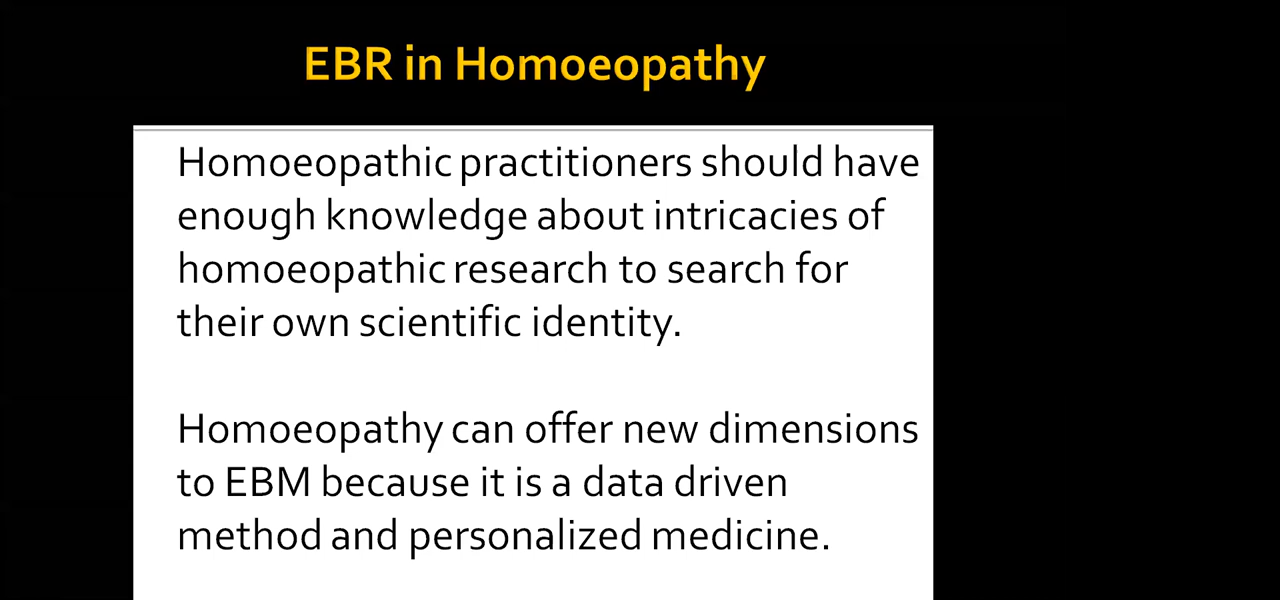 EBR in Homoeopathy
Homoeopathic practitioners should have
enough knowledge about intricacies of
homoeopathic research to search for
their own scientific identity.
Homoeopathy can offer new dimensions
to EBM because it is a data driven
method and personalized medicine.